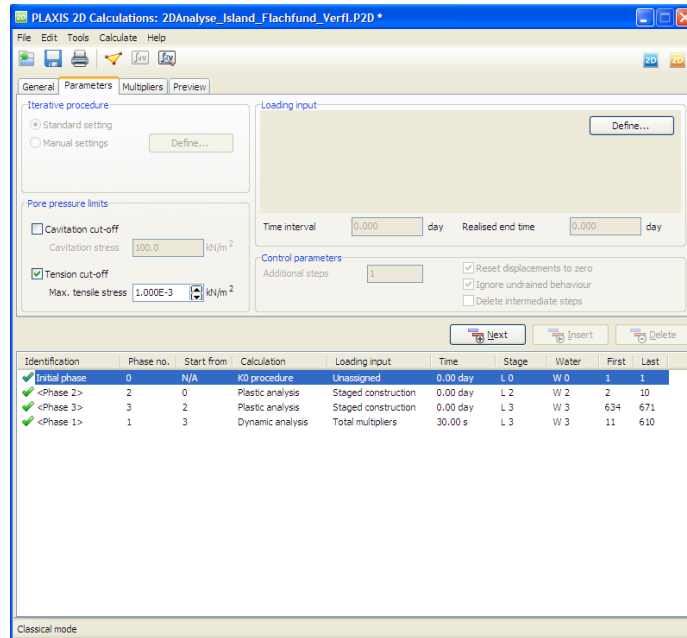 PLAXIS 2D Calculations: 2DAnalyse_Island_Flachfund_Verfl.P2D *
File Edit Tools Calculate Help
2D 2D
General Parameters Multipliers Preview
Iterative procedure
Standard setting
Manual settings Define...
Loading input
Define...
Time interval 0.000 day Realised end time 0.000 day
Pore pressure limits
Cavitation cut-off
Cavitation stress 100.0 kN/m 2
Tension cut-off
Max. tensile stress 1.000E-3 kN/m 2
Control parameters
Additional steps 1
Reset displacements to zero
Ignore undrained behaviour
Delete intermediate steps
Next Insert Delete
Identification Phase no. Start from Calculation Loading input Time Stage Water First Last
Initial phase 0 N/A K0 procedure Unassigned 0.00 day L 0 W 0 1 1
<Phase 2> 2 0 Plastic analysis Staged construction 0.00 day L 2 W 2 2 10
<Phase 3> 3 2 Plastic analysis Staged construction 0.00 day L 3 W 3 634 671
<Phase 1> 1 3 Dynamic analysis Total multipliers 30.00 s L 3 W 3 11 610
Classical mode